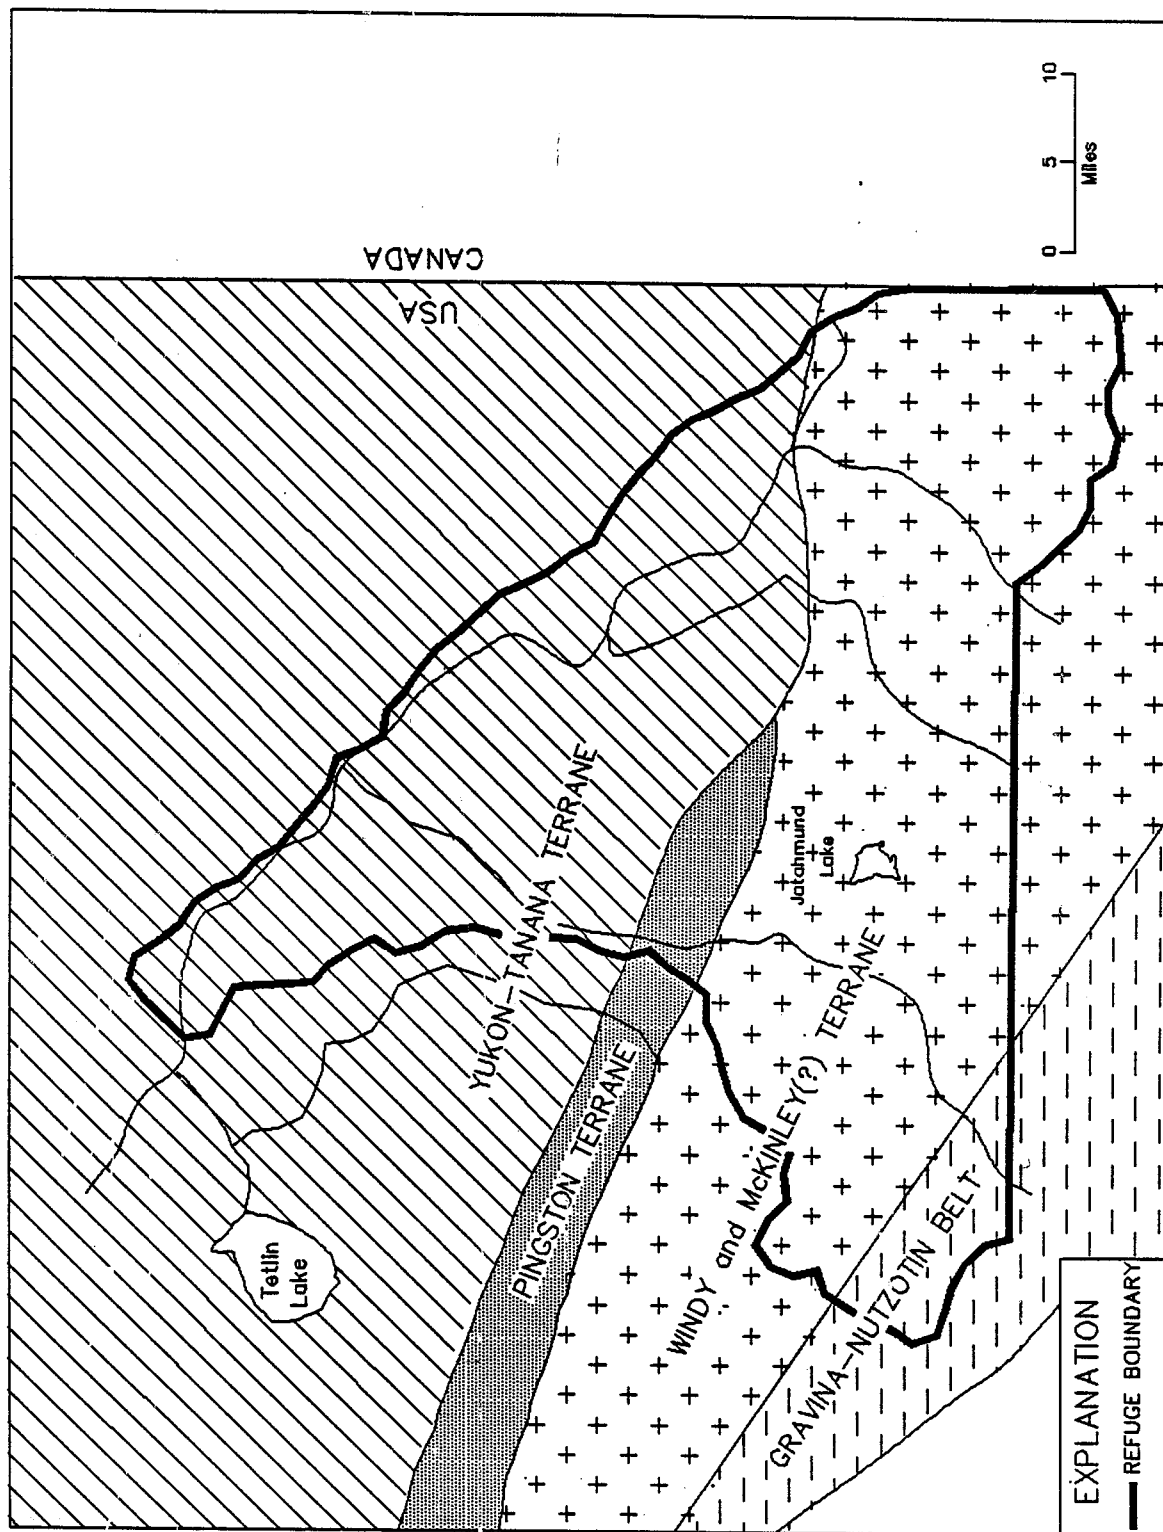 CANADA
USA
YUKON-TANANA TERRANE
Tetlin
Lake
PINGSTON TERRANE
Jatahmund
Lake
WINDY and McKINLEY(?) TERRANE
GRAVINA-NUTZOTIN BELT
0 5 10
Miles
EXPLANATION
REFUGE BOUNDARY